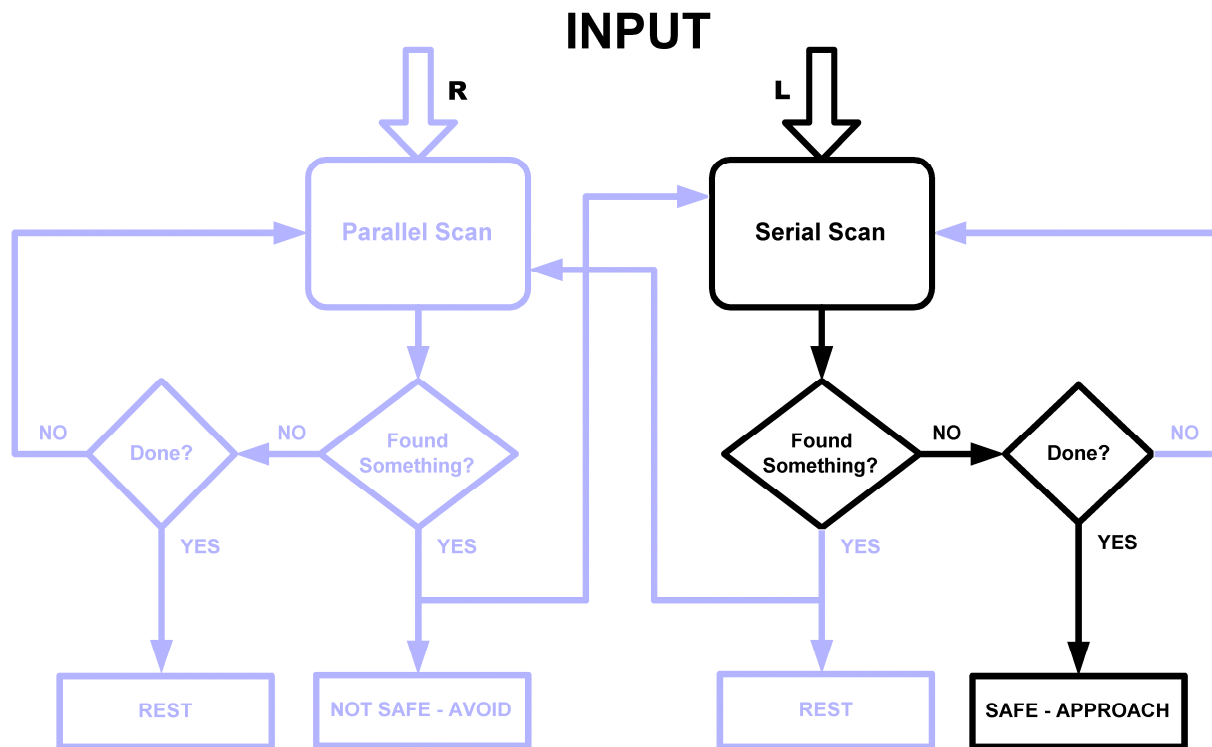 INPUT
R
L
Parallel Scan
Serial Scan
NO
Done?
NO
Found
Something?
Found
Something?
NO
Done?
NO
YES
YES
YES
YES
REST
NOT SAFE - AVOID
REST
SAFE - APPROACH